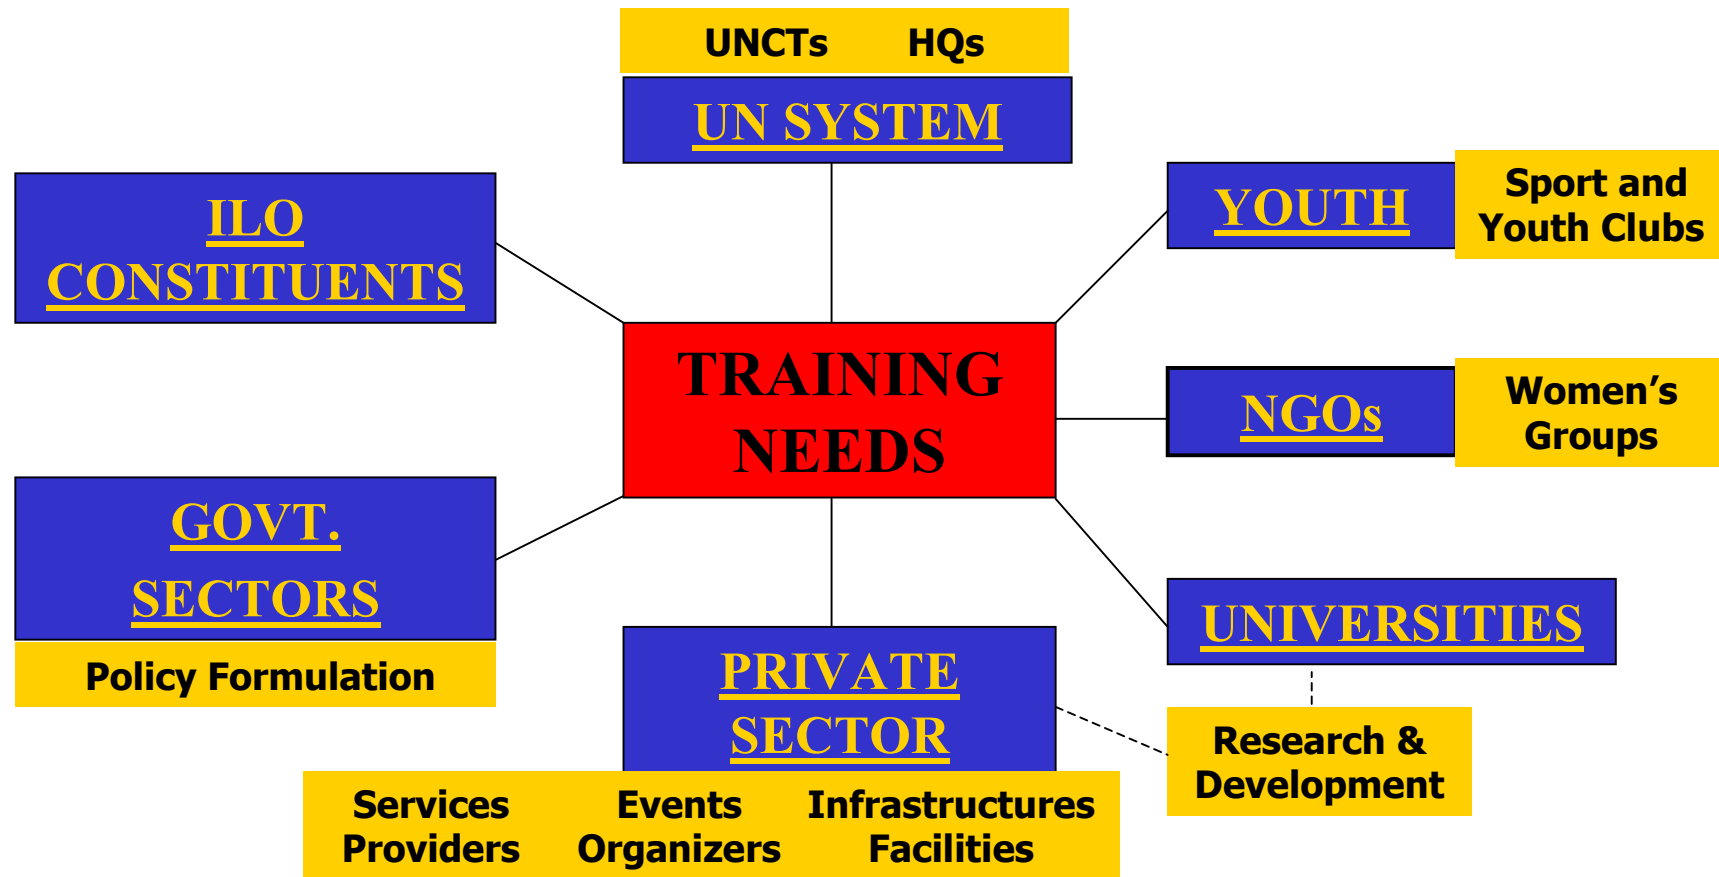 UNCTs HQs
UN SYSTEM
ILO
CONSTITUENTS
YOUTH
Sport and
Youth Clubs
TRAINING
NEEDS
NGOs
Women’s
Groups
GOVT.
SECTORS
Policy Formulation
UNIVERSITIES
PRIVATE
SECTOR
Research &
Development
Services Events Infrastructures
Providers Organizers Facilities